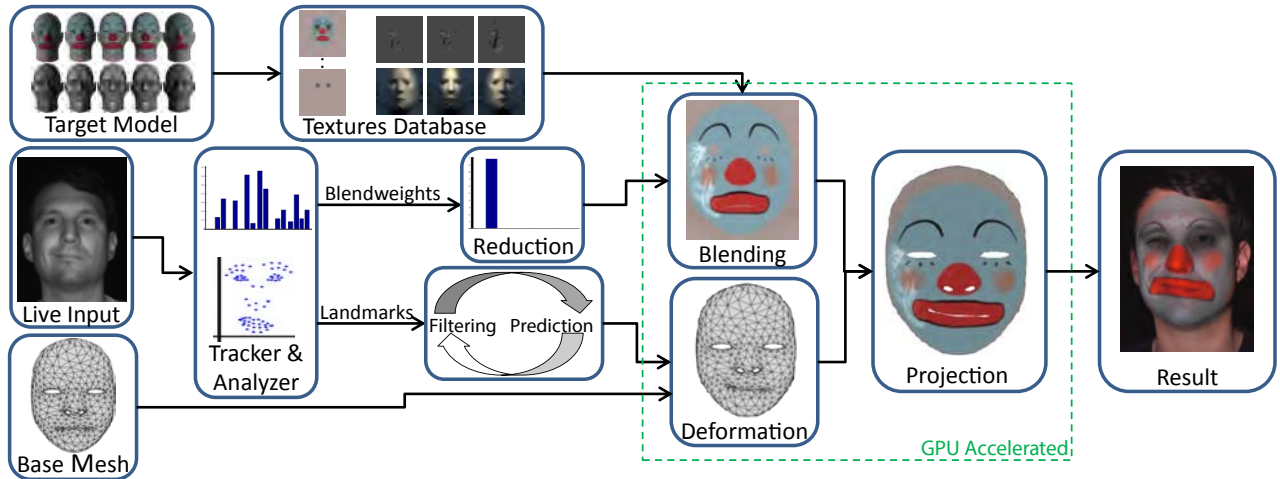 Target Model
Textures Database
Live Input
Tracker &
Analyzer
Blendweights
Landmarks
Reduction
Filtering
Prediction
Base Mesh
Blending
Deformation
GPU Accelerated
Projection
Result